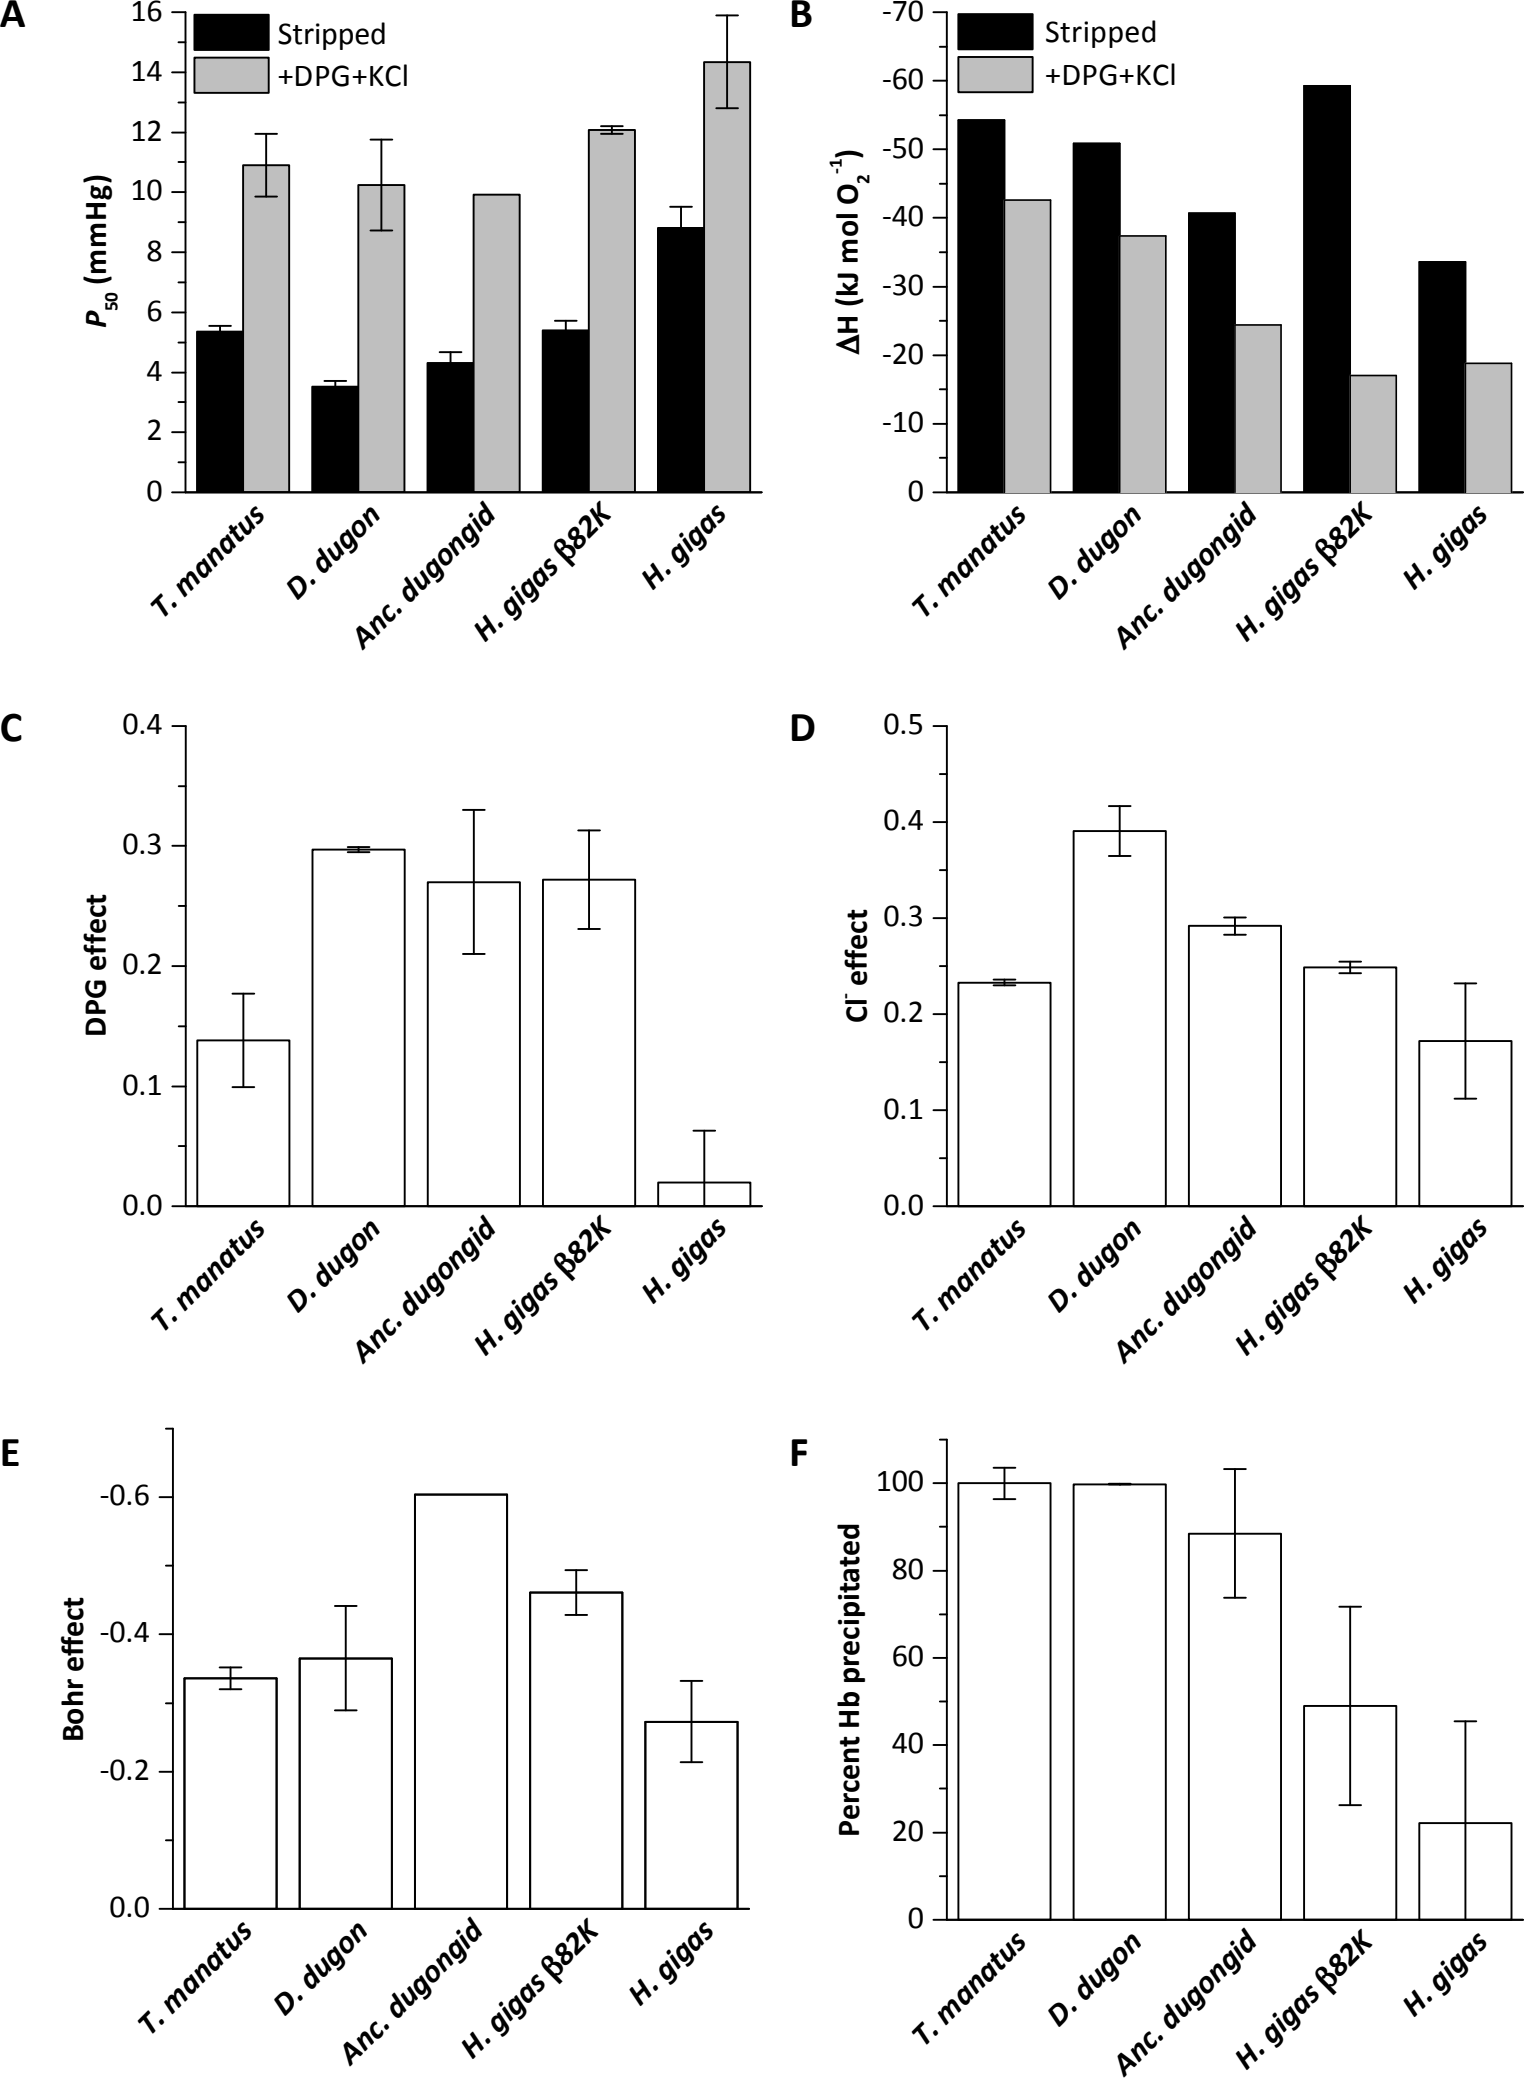 A
16
14
12
10
8
6
4
2
0
P50 (mmHg)
Stripped
+DPG+KCl
T. manatus
D. dugon
Anc. dugongid
H. gigas β82K
H. gigas
B
-70
-60
-50
-40
-30
-20
-10
0
ΔH (kJ mol O2-1)
Stripped
+DPG+KCl
T. manatus
D. dugon
Anc. dugongid
H. gigas β82K
H. gigas
C
0.4
0.3
0.2
0.1
0.0
DPG effect
T. manatus
D. dugon
Anc. dugongid
H. gigas β82K
H. gigas
D
0.5
0.4
0.3
0.2
0.1
0.0
Cl- effect
T. manatus
D. dugon
Anc. dugongid
H. gigas β82K
H. gigas
E
-0.6
-0.4
-0.2
0.0
Bohr effect
T. manatus
D. dugon
Anc. dugongid
H. gigas β82K
H. gigas
F
100
80
60
40
20
0
Percent Hb precipitated
T. manatus
D. dugon
Anc. dugongid
H. gigas β82K
H. gigas